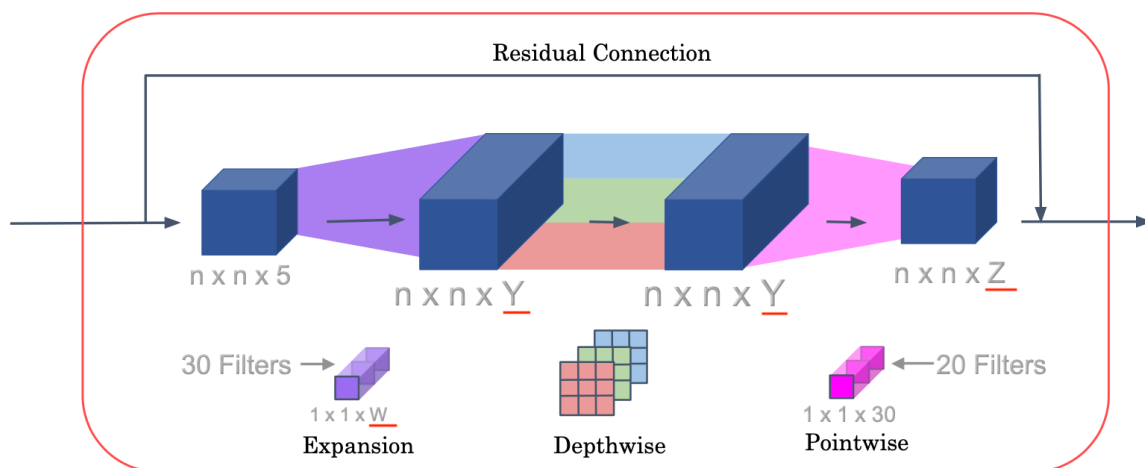 Residual Connection
n x n x 5
n x n x Y
n x n x Y
n x n x Z
30 Filters
20 Filters
1 x 1 x W
1 x 1 x 30
Expansion
Depthwise
Pointwise